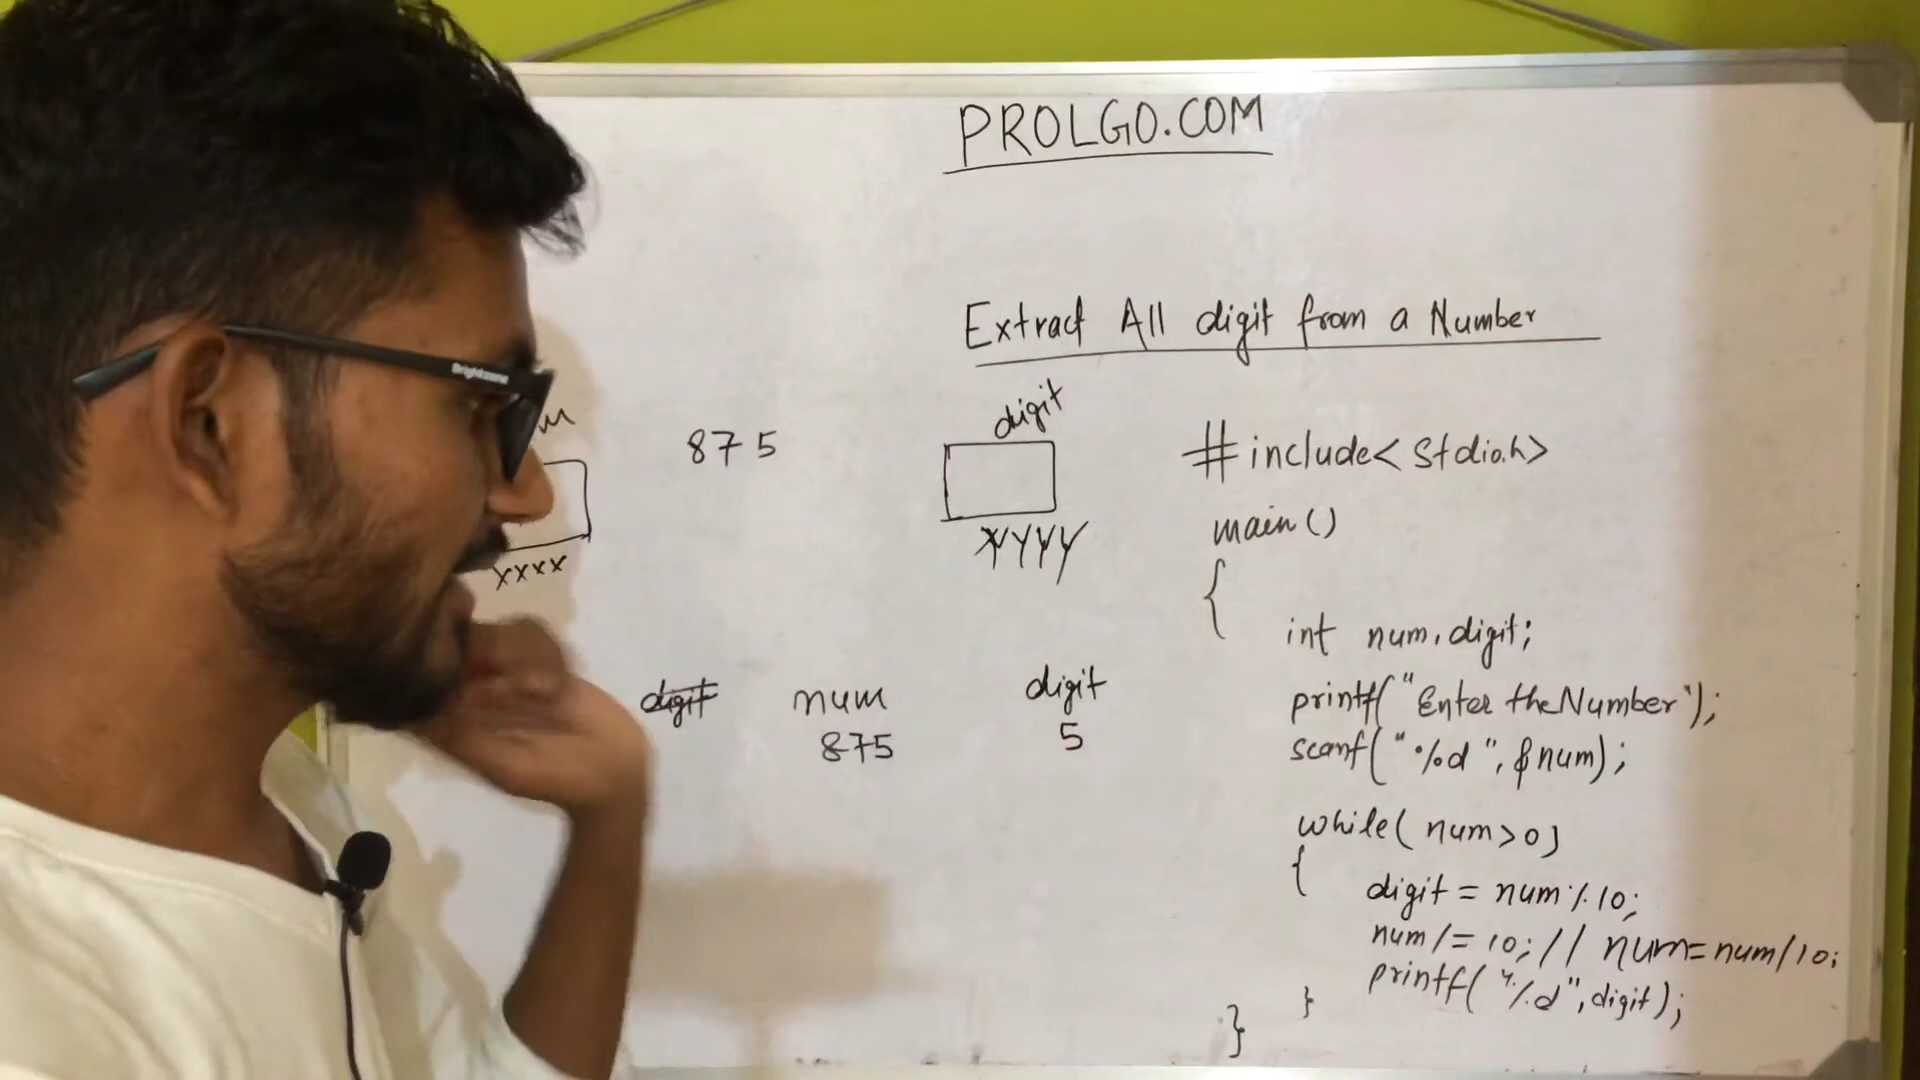 PROLGO.COM
Extract All digit from a Number
Brightzone
875
xxxx
digit
YYYY
digit num digit
875 5
#include<stdio.h>
main()
{
int num, digit;
printf("Enter the Number");
scanf("%d", &num);
while(num>0)
{
digit = num % 10;
num /= 10; // num=num/10;
printf("%d", digit);
}
}